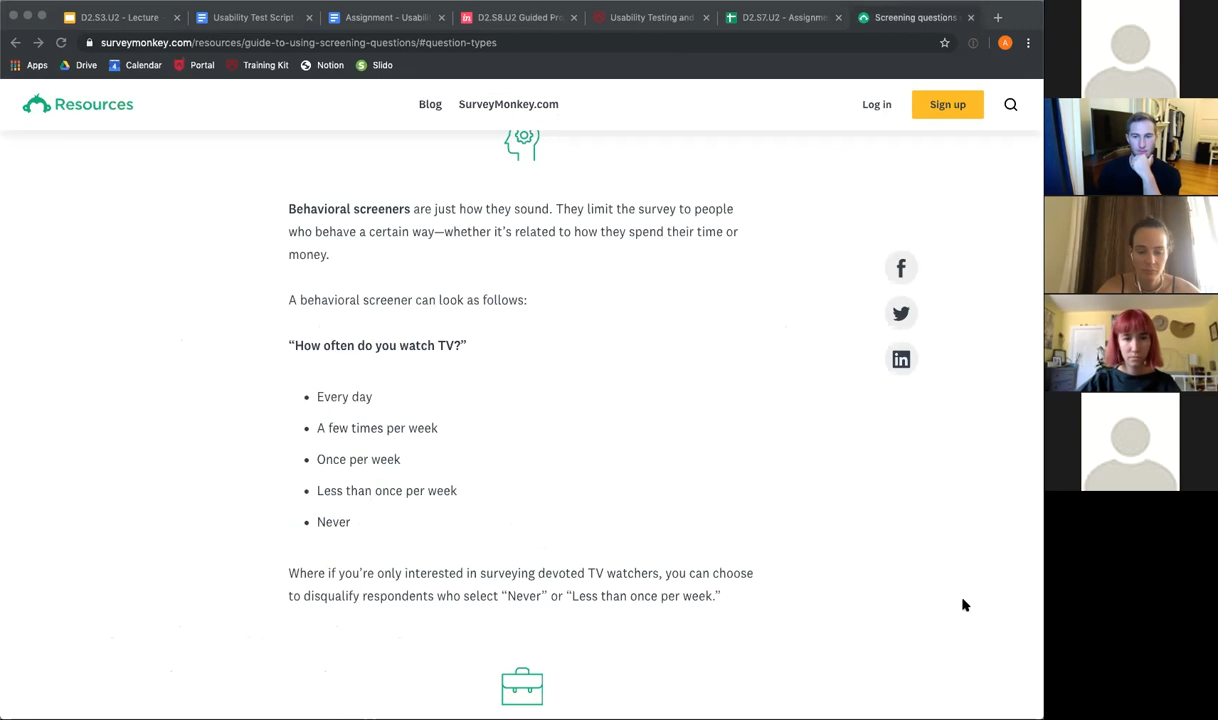 D2.S3.U2 - Lecture
Usability Test Script
Assignment - Usabili
D2.S8.U2 Guided Pro
Usability Testing and
D2.S7.U2 - Assignme
Screening questions
surveymonkey.com/resources/guide-to-using-screening-questions/#question-types
A
Apps
Drive
Calendar
Portal
Training Kit
Notion
Slido
Resources
Blog
SurveyMonkey.com
Log in
Sign up
Behavioral screeners are just how they sound. They limit the survey to people
who behave a certain way—whether it's related to how they spend their time or
money.
A behavioral screener can look as follows:
“How often do you watch TV?”
• Every day
• A few times per week
• Once per week
• Less than once per week
• Never
Where if you're only interested in surveying devoted TV watchers, you can choose
to disqualify respondents who select “Never” or “Less than once per week.”